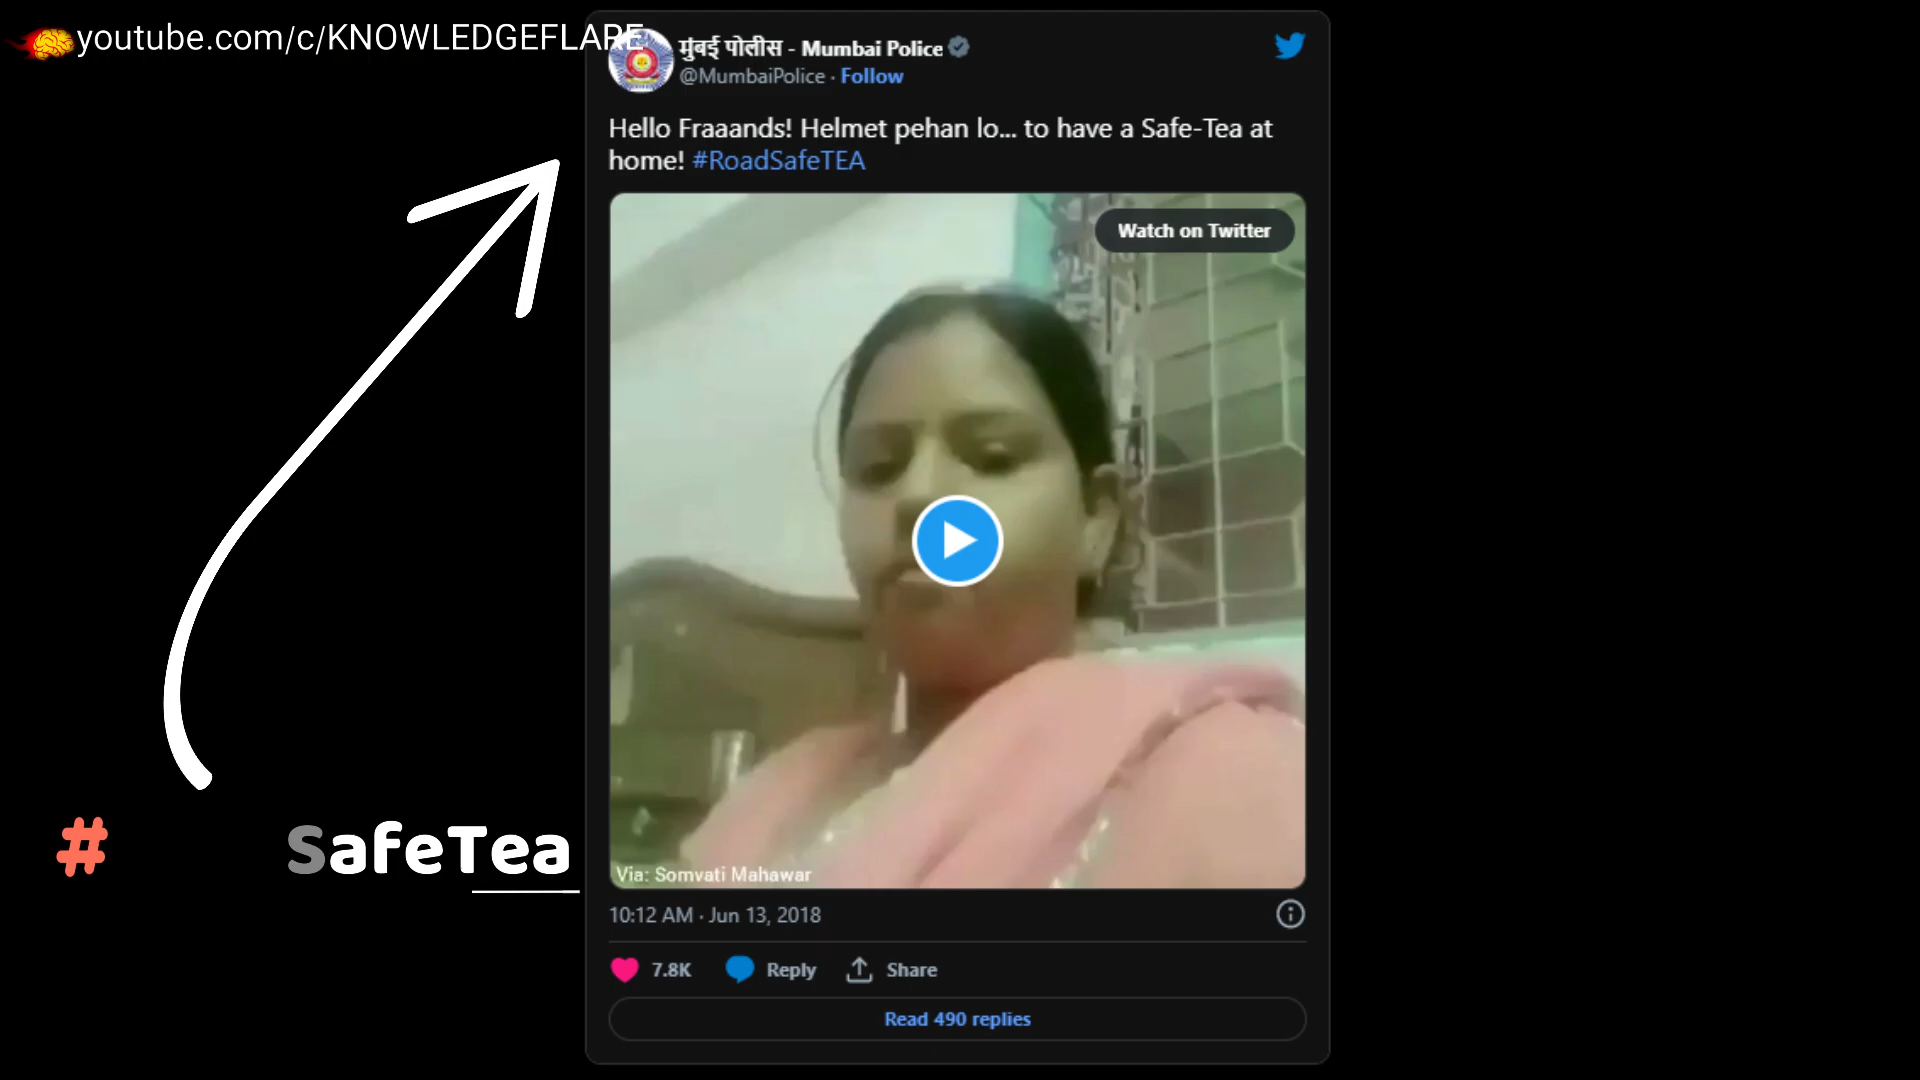 youtube.com/c/KNOWLEDGEFLARE
मुंबई पोलीस - Mumbai Police
@MumbaiPolice · Follow
Hello Fraaands! Helmet pehan lo... to have a Safe-Tea at
home! #RoadSafeTEA
Watch on Twitter
Via: Somvati Mahawar
# SafeTea
10:12 AM · Jun 13, 2018
7.8K Reply Share
Read 490 replies